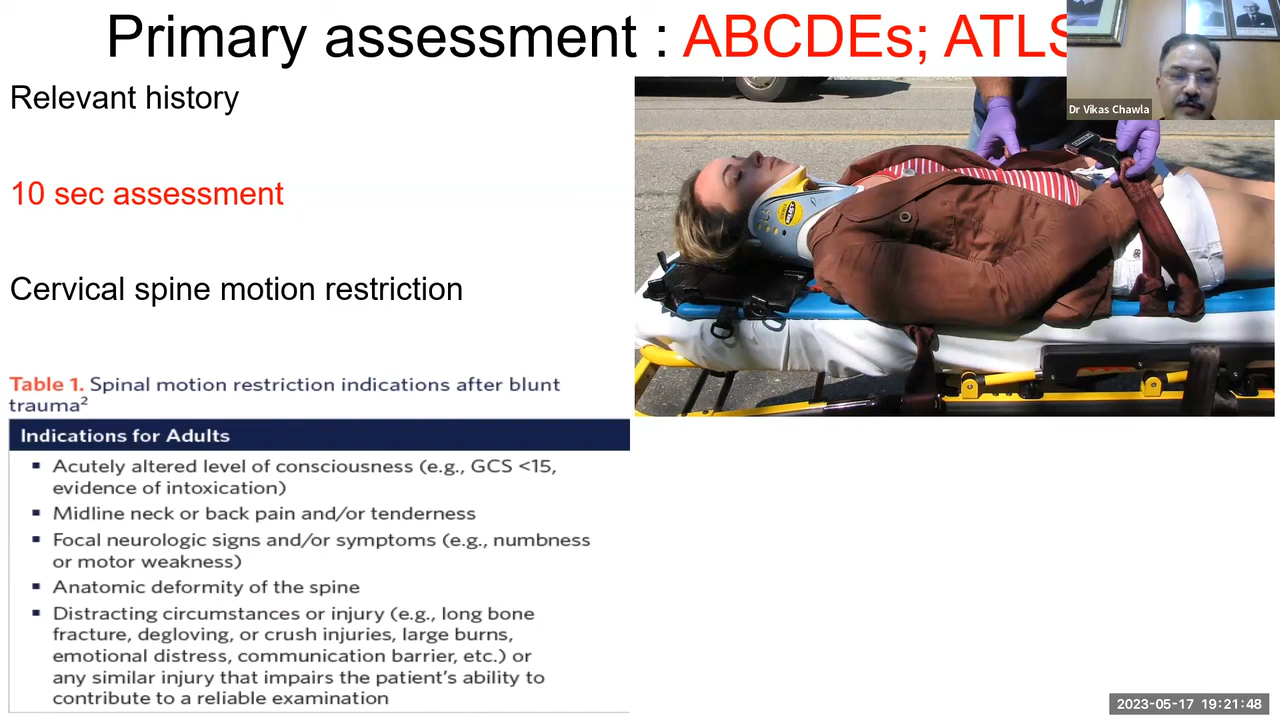 Primary assessment : ABCDEs; ATLS
Dr Vikas Chawla
Relevant history
10 sec assessment
Cervical spine motion restriction
Table 1. Spinal motion restriction indications after blunt
trauma²
Indications for Adults
▪ Acutely altered level of consciousness (e.g., GCS <15,
evidence of intoxication)
▪ Midline neck or back pain and/or tenderness
▪ Focal neurologic signs and/or symptoms (e.g., numbness
or motor weakness)
▪ Anatomic deformity of the spine
▪ Distracting circumstances or injury (e.g., long bone
fracture, degloving, or crush injuries, large burns,
emotional distress, communication barrier, etc.) or
any similar injury that impairs the patient's ability to
contribute to a reliable examination
2023-05-17 19:21:48